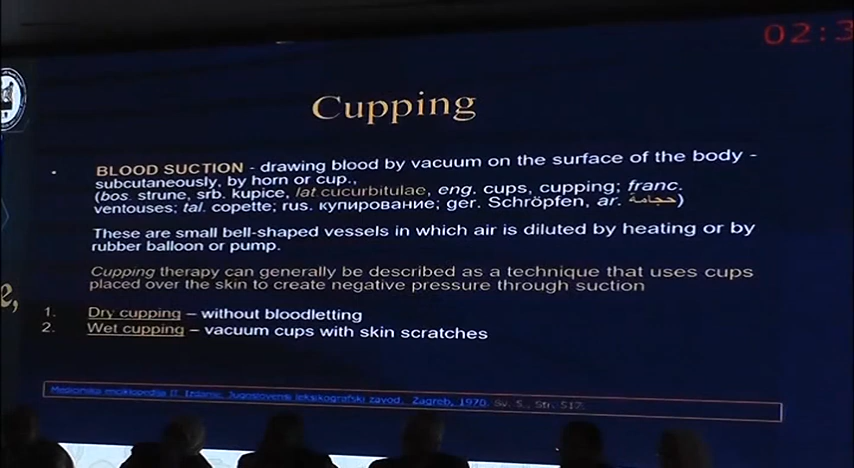 02:3
Cupping
BLOOD SUCTION - drawing blood by vacuum on the surface of the body -
subcutaneously, by horn or cup.,
(bos. strune, srb. kupice, lat.cucurbitulae, eng. cups, cupping; franc.
ventouses; tal. copette; rus. купирование; ger. Schröpfen, ar. حجامة)
These are small bell-shaped vessels in which air is diluted by heating or by
rubber balloon or pump.
Cupping therapy can generally be described as a technique that uses cups
placed over the skin to create negative pressure through suction
1. Dry cupping – without bloodletting
2. Wet cupping – vacuum cups with skin scratches
e,
II. Izdanje. Jugoslovenski leksikografski zavod. Zagreb, 1970. Sv. 5., Str. 517.